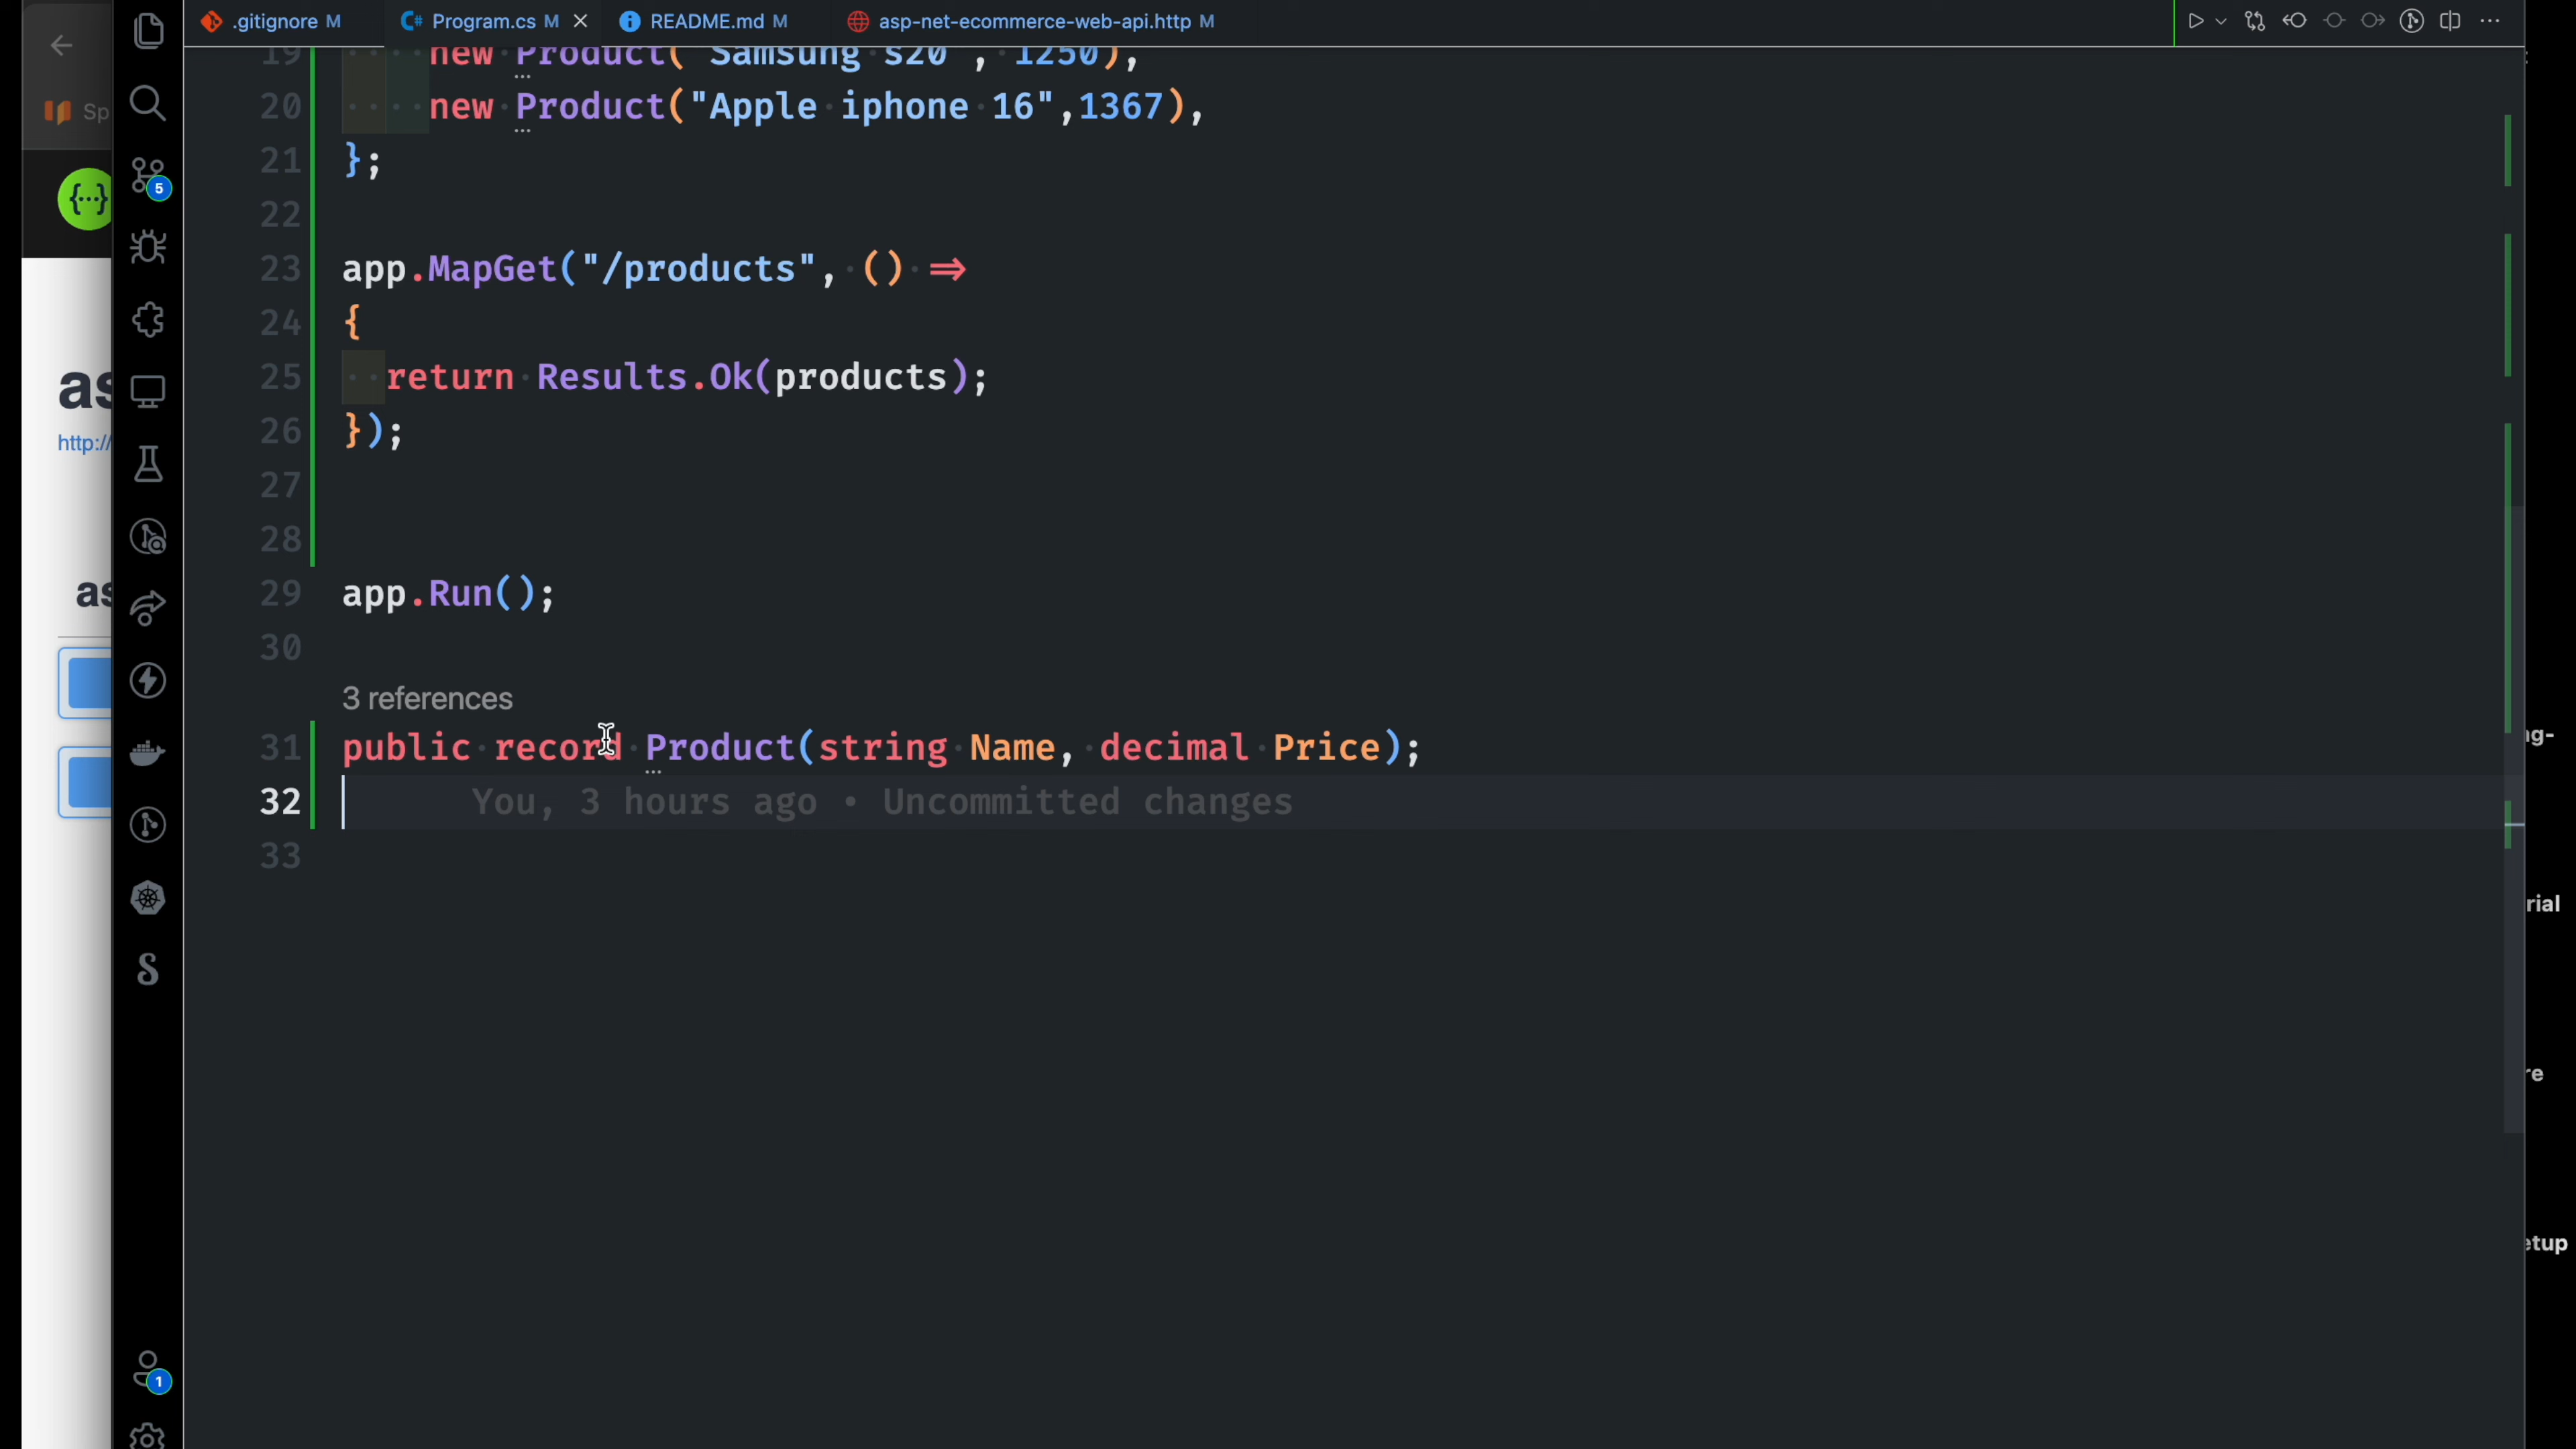 .gitignore M
Program.cs M
README.md M
asp-net-ecommerce-web-api.http M
Sp
5
as
http://
as
19 new Product("Samsung s20", 1250),
20 new Product("Apple iphone 16",1367),
21 };
22
23 app.MapGet("/products", () =>
24 {
25 return Results.Ok(products);
26 });
27
28
29 app.Run();
30
3 references
31 public record Product(string Name, decimal Price);
32 You, 3 hours ago • Uncommitted changes
33
ng-
rial
re
etup
1